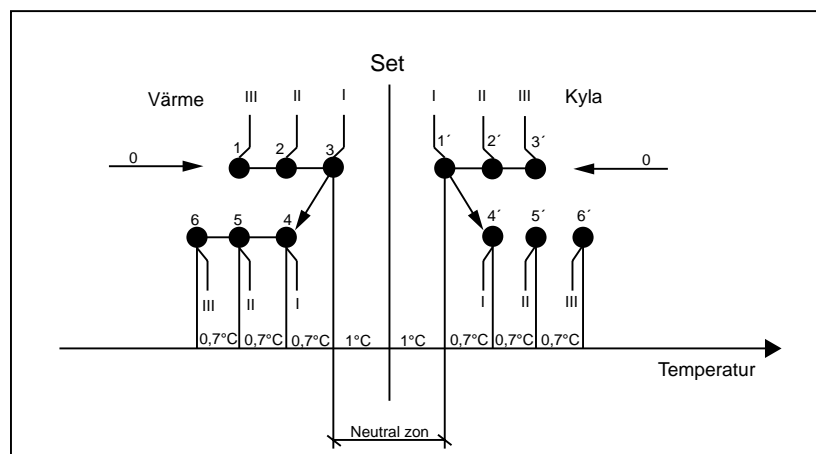 Set
Värme III II I I II III Kyla
1 2 3 1´ 2´ 3´
0 0
6 5 4 4´ 5´ 6´
III II I I II III
0,7°C 0,7°C 0,7°C 1°C 1°C 0,7°C 0,7°C 0,7°C
Temperatur
Neutral zon